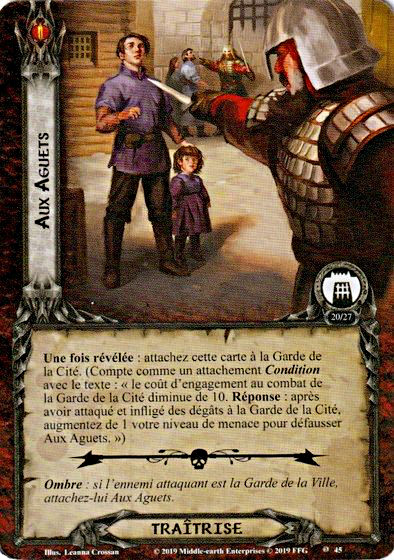 AUX AGUETS
20/27
Une fois révélée : attachez cette carte à la Garde de
la Cité. (Compte comme un attachement Condition
avec le texte : « le coût d'engagement au combat de
la Garde de la Cité diminue de 10. Réponse : après
avoir attaqué et infligé des dégâts à la Garde de la Cité,
augmentez de 1 votre niveau de menace pour défausser
Aux Aguets. »)
Ombre : si l'ennemi attaquant est la Garde de la Ville,
attachez-lui Aux Aguets.
TRAÎTRISE
Illus. Leanna Crossan © 2019 Middle-earth Enterprises © 2019 FFG 45